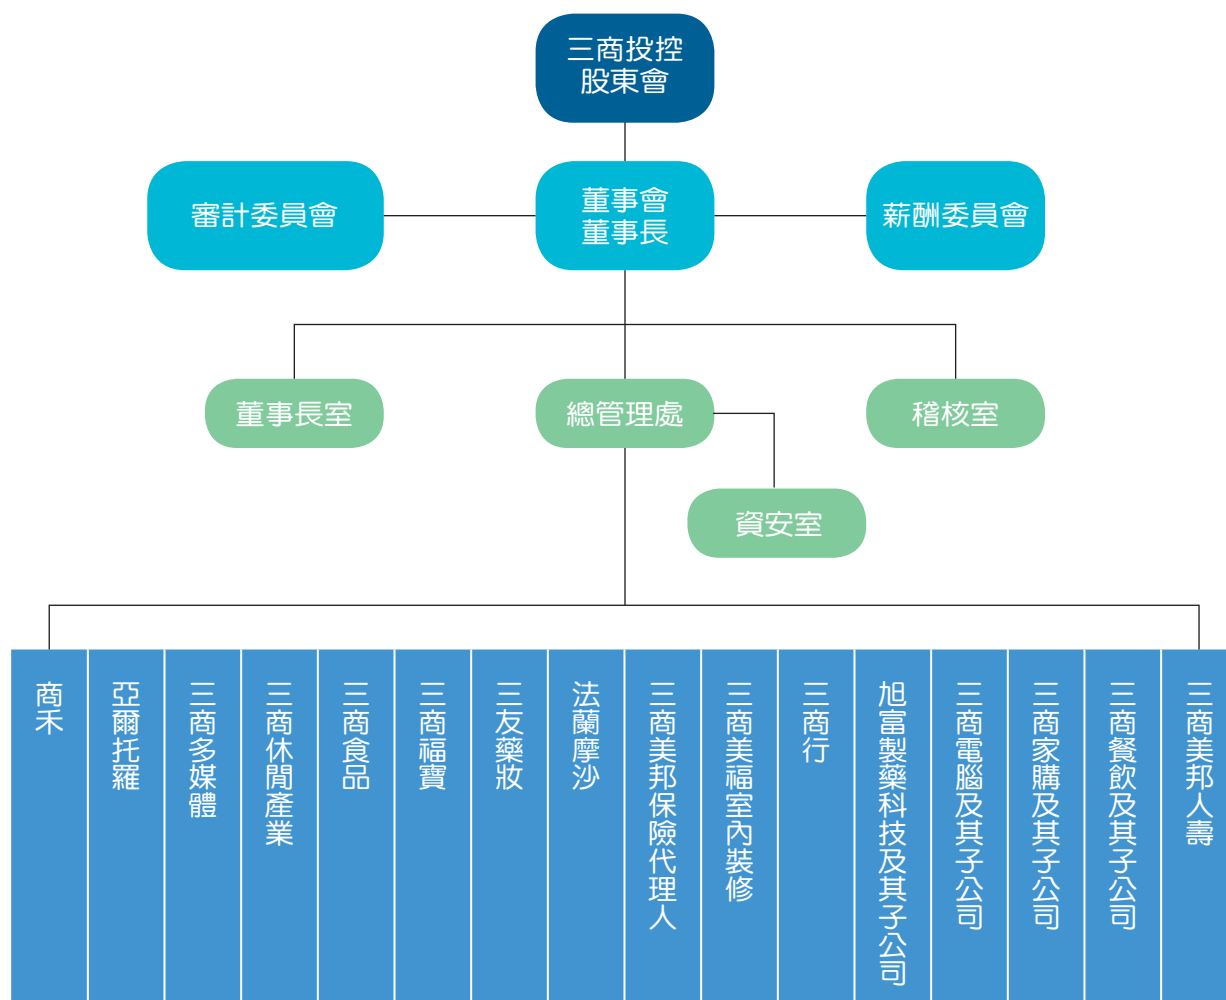 三商投控
股東會
審計委員會
董事會
董事長
薪酬委員會
董事長室
總管理處
稽核室
資安室
商禾
亞爾托羅
三商多媒體
三商休閒產業
三商食品
三商福寶
三友藥妝
法蘭摩沙
三商美邦保險代理人
三商美福室內裝修
三商行
旭富製藥科技及其子公司
三商電腦及其子公司
三商家購及其子公司
三商餐飲及其子公司
三商美邦人壽